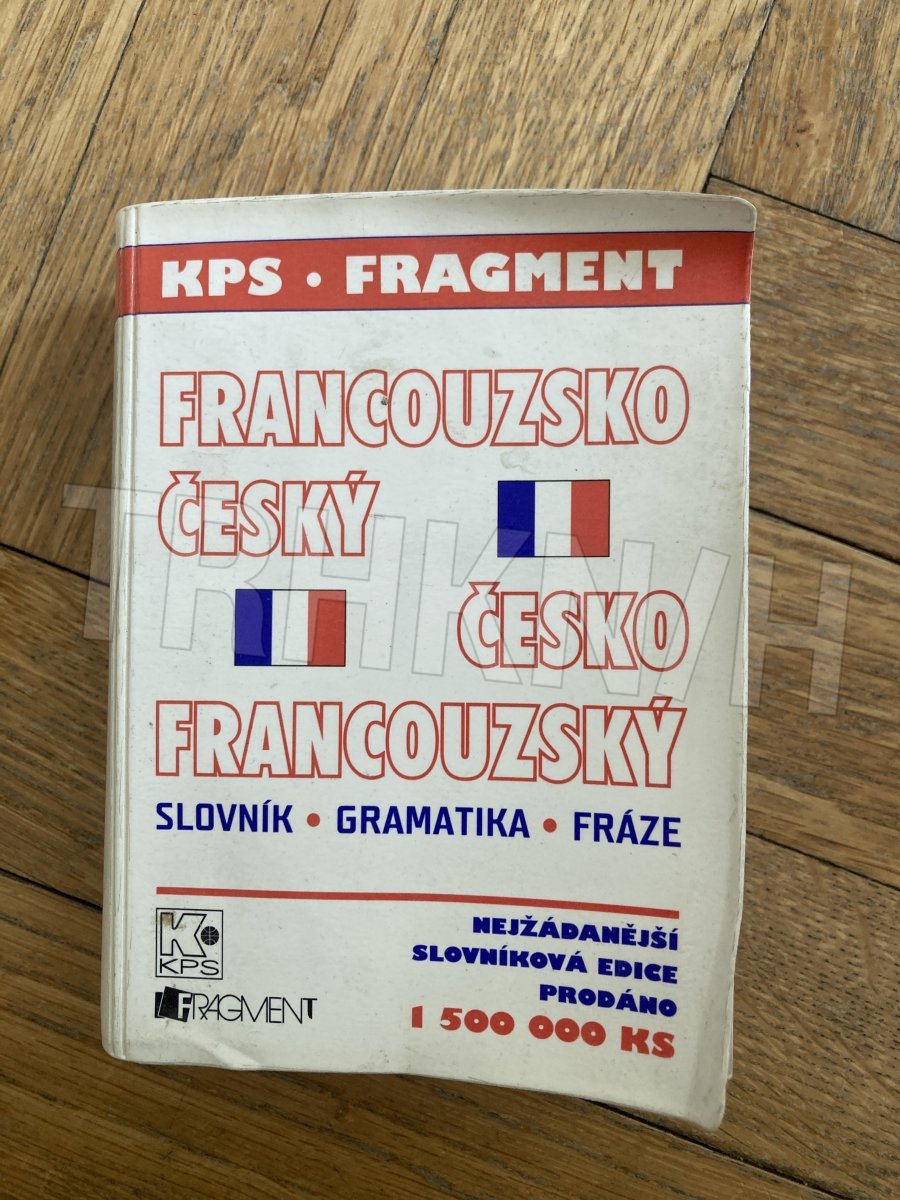 KPS • FRAGMENT
FRANCOUZSKO
ČESKÝ
ČESKO
FRANCOUZSKÝ
SLOVNÍK • GRAMATIKA • FRÁZE
NEJŽÁDANĚJŠÍ
SLOVNÍKOVÁ EDICE
PRODÁNO
1 500 000 KS
K
KPS
FRAGMENT
TRHKNIH